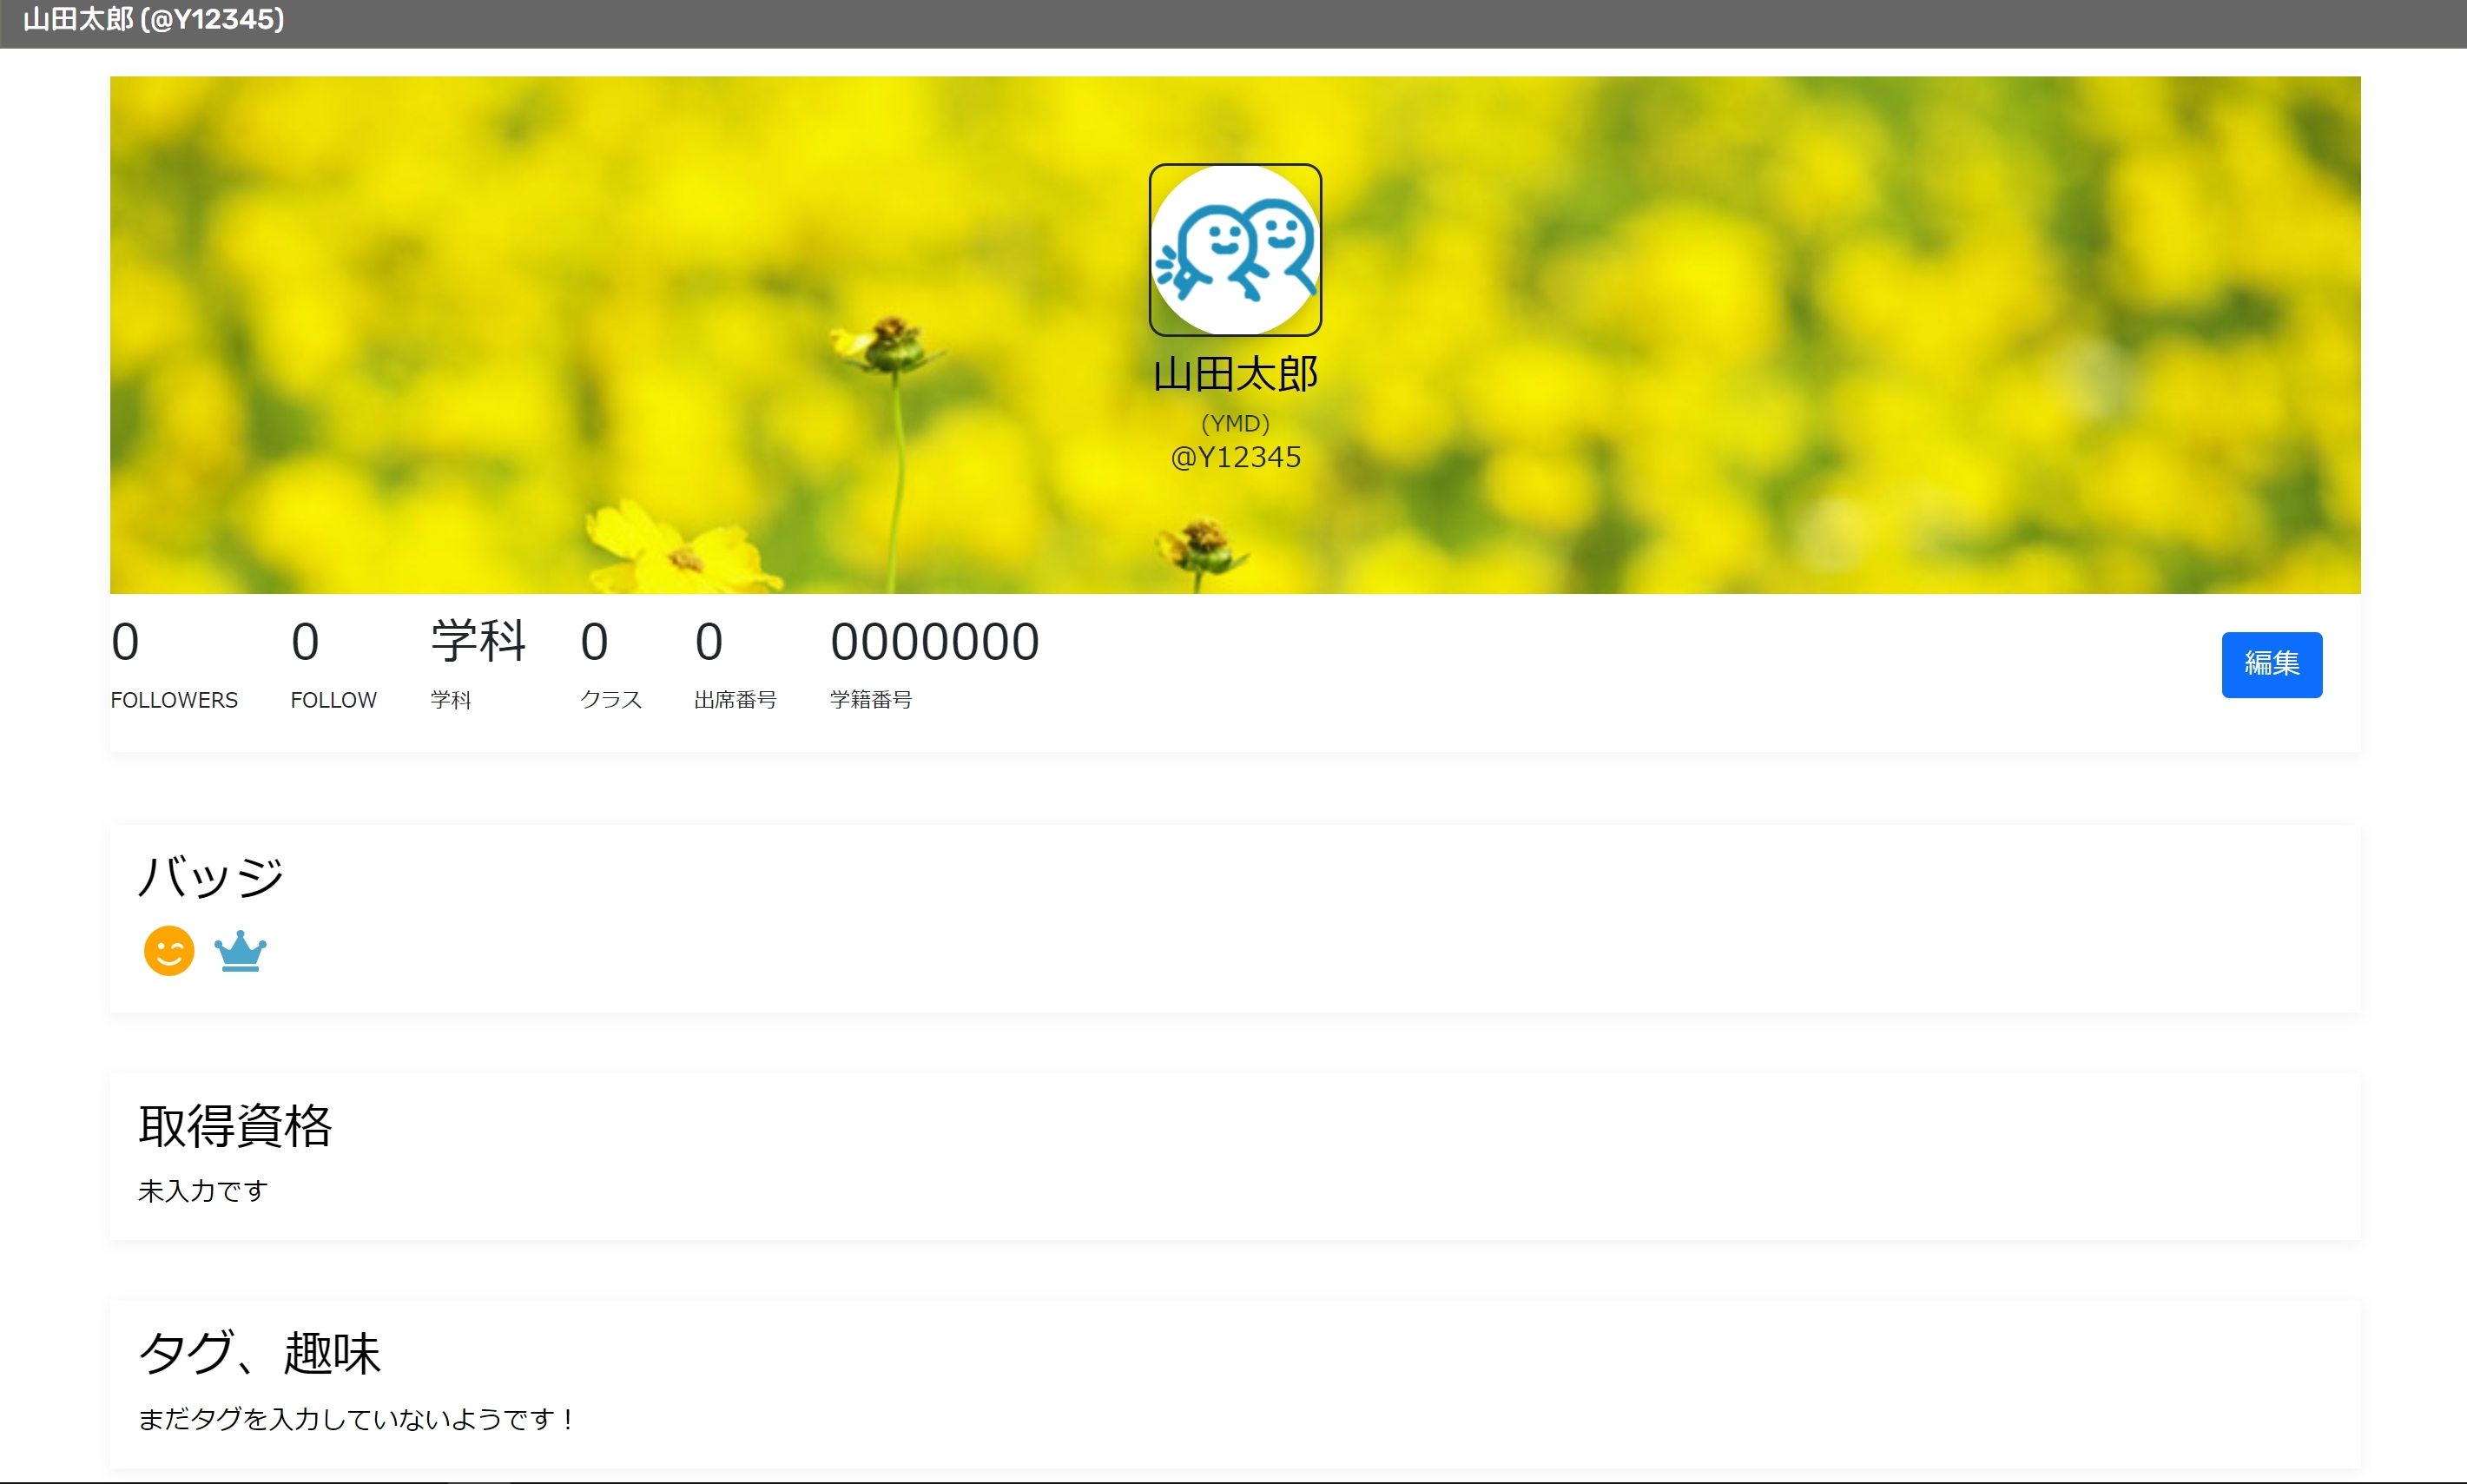 山田太郎 (@Y12345)
山田太郎
(YMD)
@Y12345
0 0 学科 0 0 0000000
FOLLOWERS FOLLOW 学科 クラス 出席番号 学籍番号
編集
バッジ
取得資格
未入力です
タグ、趣味
まだタグを入力していないようです！